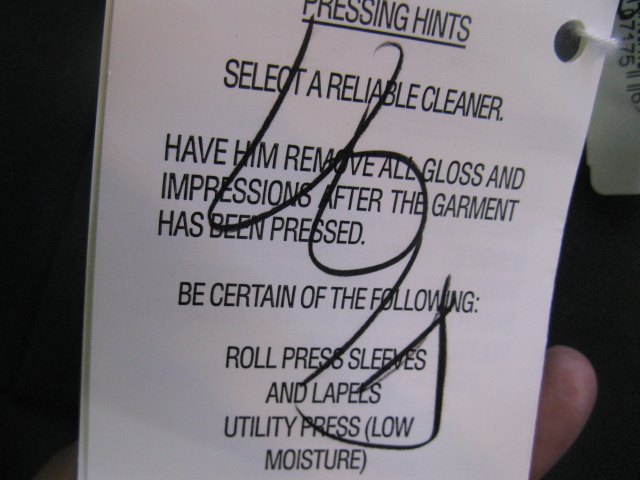 PRESSING HINTS
SELECT A RELIABLE CLEANER.
HAVE HIM REMOVE ALL GLOSS AND
IMPRESSIONS AFTER THE GARMENT
HAS BEEN PRESSED.
BE CERTAIN OF THE FOLLOWING:
ROLL PRESS SLEEVES
AND LAPELS
UTILITY PRESS (LOW
MOISTURE)